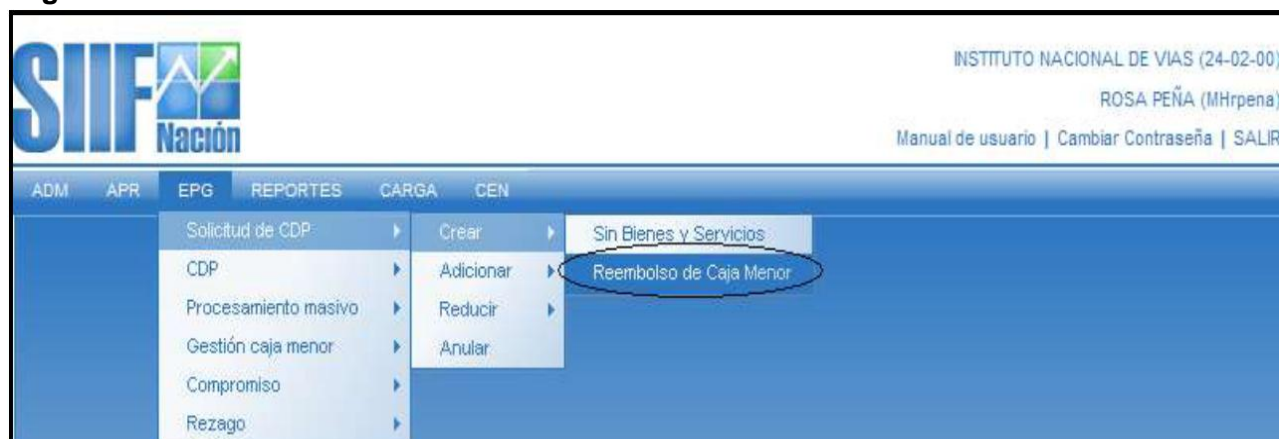 SIIF
Nación
INSTITUTO NACIONAL DE VIAS (24-02-00)
ROSA PEÑA (MHrpena)
Manual de usuario | Cambiar Contraseña | SALIR
ADM APR EPG REPORTES CARGA CEN
Solicitud de CDP Crear Sin Bienes y Servicios
CDP Adicionar Reembolso de Caja Menor
Procesamiento masivo Reducir
Gestión caja menor Anular
Compromiso
Rezago